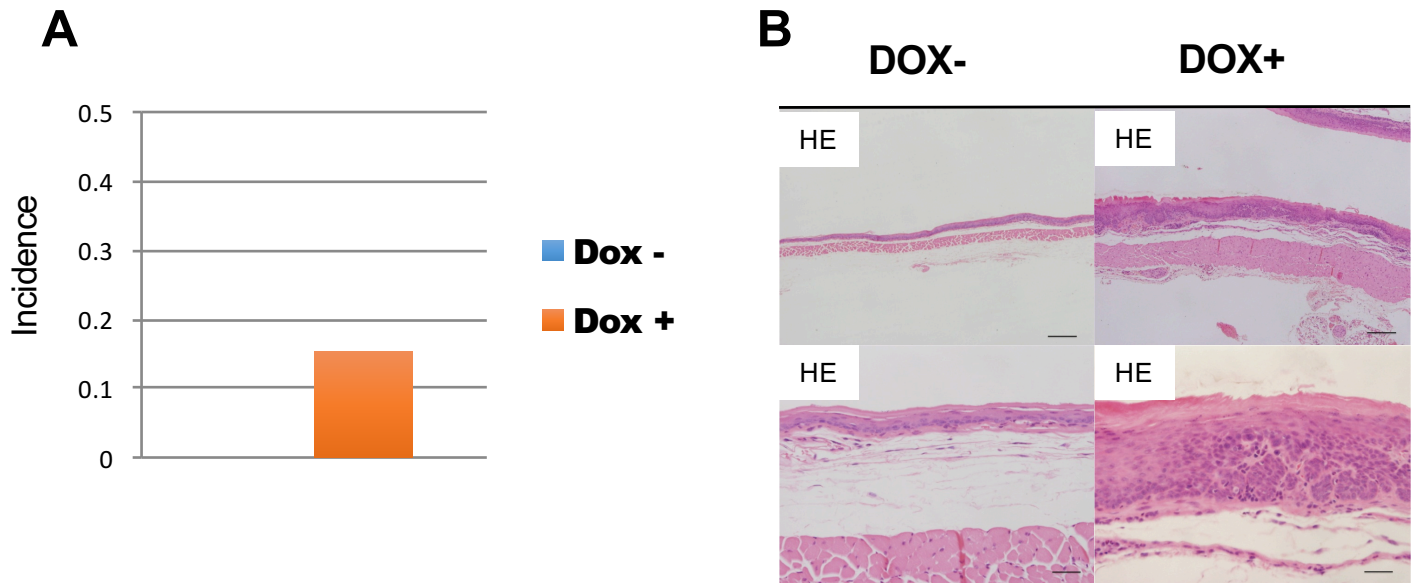 A
Incidence
0.5
0.4
0.3
0.2
0.1
0
Dox -
Dox +
B
DOX-
DOX+
HE
HE
HE
HE